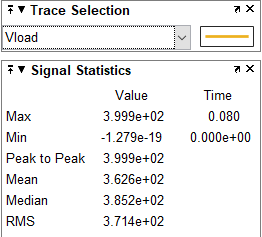 Trace Selection
Vload
Signal Statistics
Value Time
Max 3.999e+02 0.080
Min -1.279e-19 0.000e+00
Peak to Peak 3.999e+02
Mean 3.626e+02
Median 3.852e+02
RMS 3.714e+02